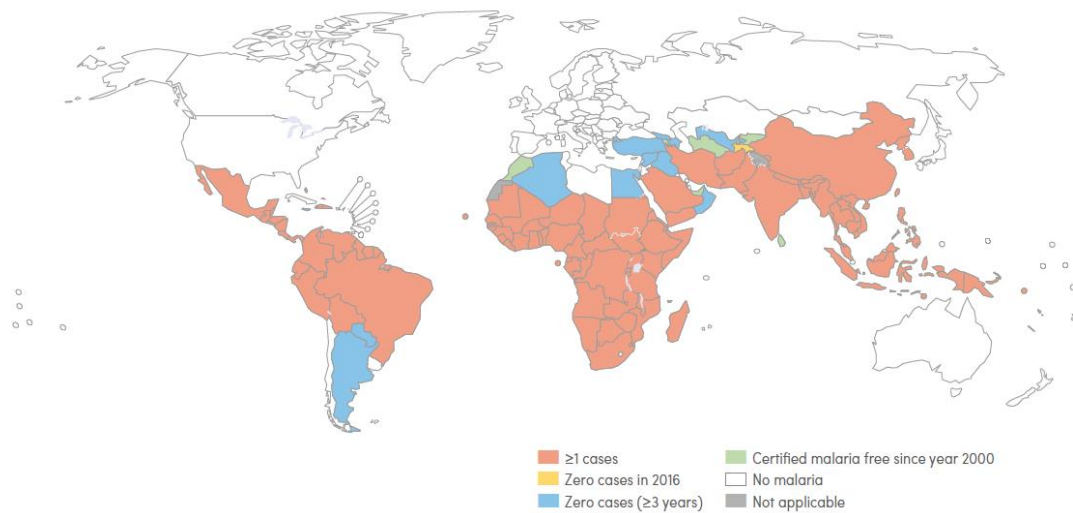 ≥1 cases
Zero cases in 2016
Zero cases (≥3 years)
Certified malaria free since year 2000
No malaria
Not applicable